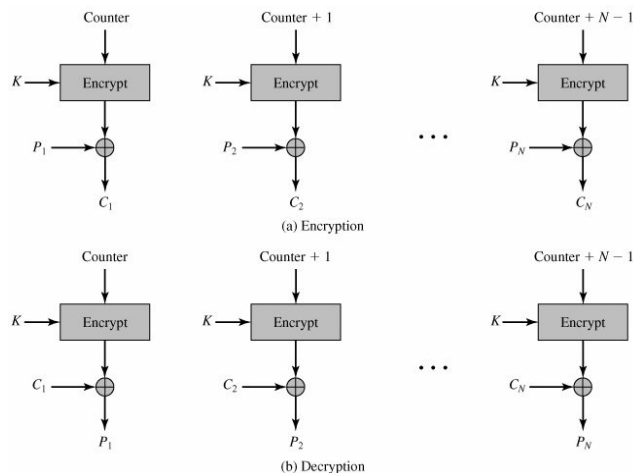 Counter Counter + 1 Counter + N − 1
K Encrypt K Encrypt K Encrypt
P1 P2 • • • PN
C1 C2 CN
(a) Encryption
Counter Counter + 1 Counter + N − 1
K Encrypt K Encrypt K Encrypt
C1 C2 • • • CN
P1 P2 PN
(b) Decryption